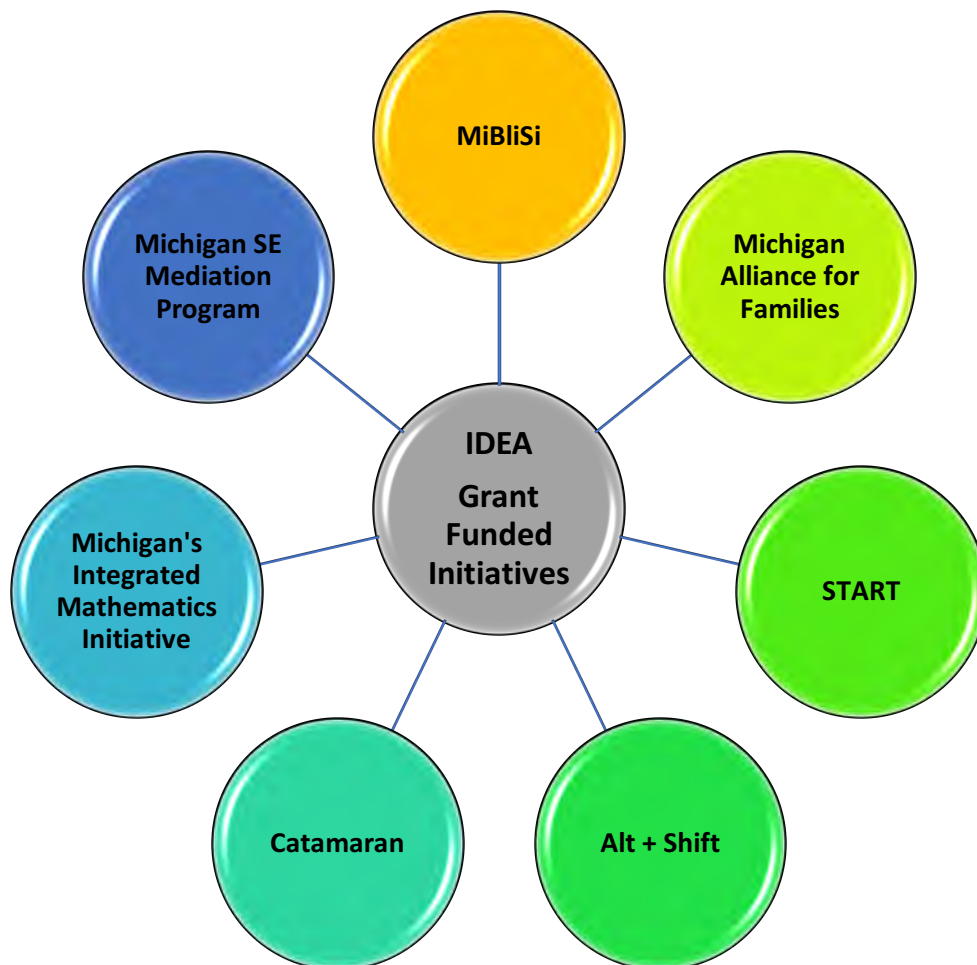 MiBliSi
Michigan SE
Mediation
Program
Michigan
Alliance for
Families
IDEA
Grant
Funded
Initiatives
Michigan's
Integrated
Mathematics
Initiative
START
Catamaran
Alt + Shift